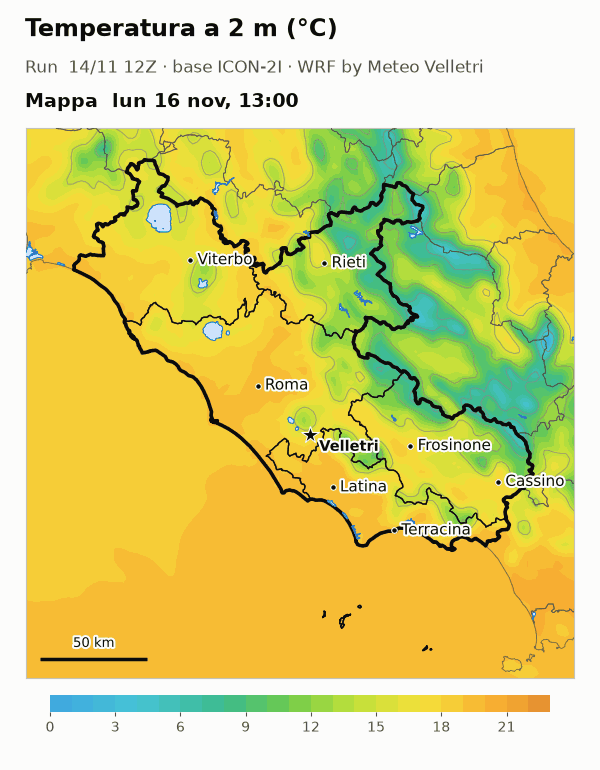 Temperatura a 2 m (°C)
Run 14/11 12Z · base ICON-2I · WRF by Meteo Velletri
Mappa lun 16 nov, 13:00
Viterbo
Rieti
Roma
Velletri
Frosinone
Latina
Cassino
Terracina
50 km
0 3 6 9 12 15 18 21